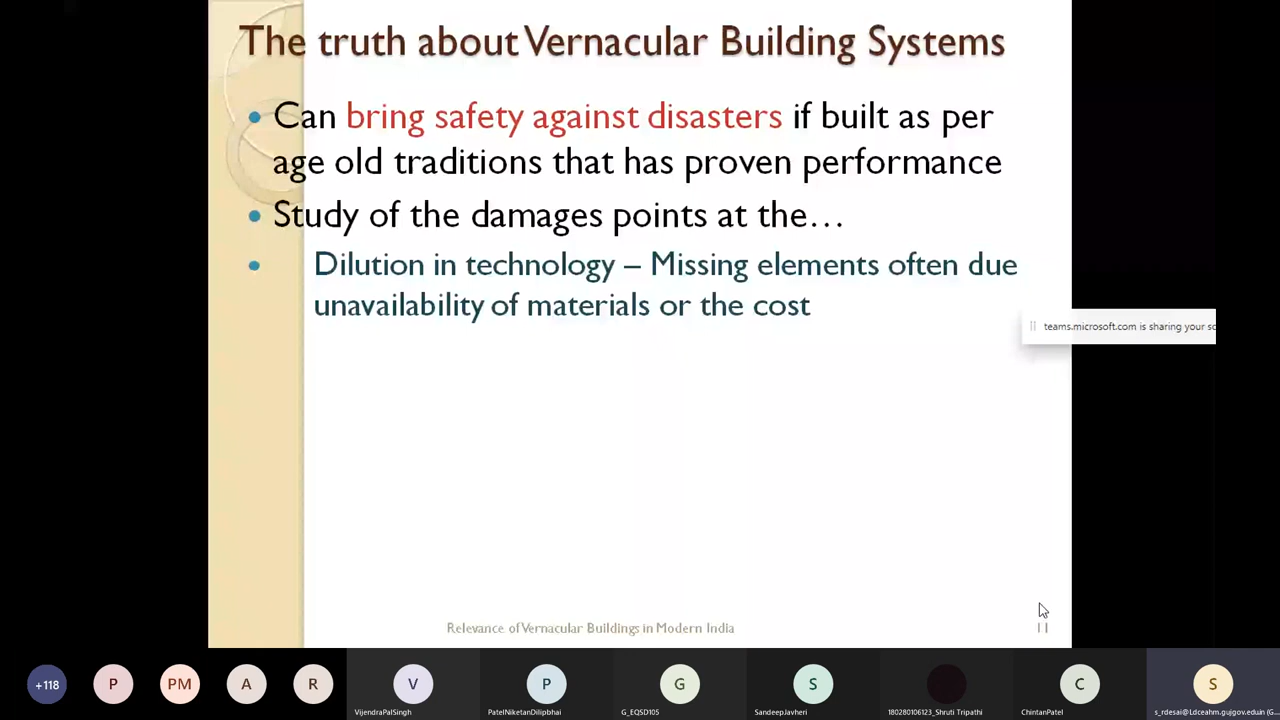 The truth about Vernacular Building Systems
Can bring safety against disasters if built as per
age old traditions that has proven performance
Study of the damages points at the…
Dilution in technology – Missing elements often due
unavailability of materials or the cost
teams.microsoft.com is sharing your sc
Relevance of Vernacular Buildings in Modern India
11
+118
P
PM
A
R
V
P
G
S
C
S
VijendraPalSingh
PatelNiketanDilipbhai
G_EQSD105
SandeepJavheri
180280106123_Shruti Tripathi
ChintanPatel
s_rdesai@Ldceahm.gujgov.eduin (G...